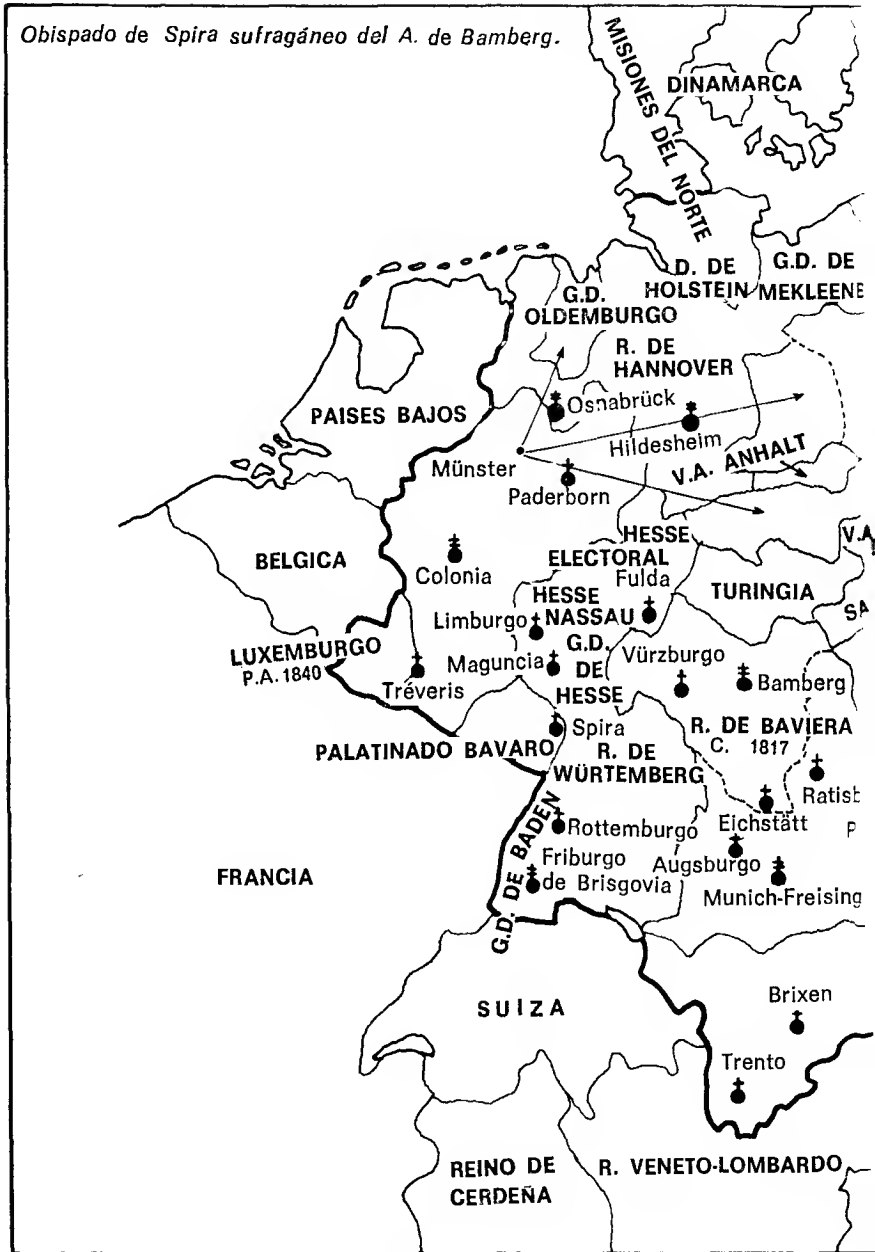 Obispado de Spira sufragáneo del A. de Bamberg.
MISIONES DEL NORTE
DINAMARCA
D. DE
HOLSTEIN
G.D. DE
MEKLEENB
G.D.
OLDEMBURGO
R. DE
HANNOVER
PAISES BAJOS
Osnabrück
Hildesheim
Münster
V.A. ANHALT
Paderborn
BELGICA
Colonia
HESSE
ELECTORAL
Fulda
V.A.
TURINGIA
HESSE
NASSAU
Limburgo
SA
LUXEMBURGO
P.A. 1840
Tréveris
Maguncia
G.D.
DE
HESSE
Vürzburgo
Bamberg
Spira
PALATINADO BAVARO
R. DE
WÜRTEMBERG
R. DE BAVIERA
C. 1817
Ratisb
Eichstätt
P
G.D. DE BADEN
Rottemburgo
Augsburgo
FRANCIA
Friburgo
de Brisgovia
Munich-Freising
SUIZA
Brixen
Trento
REINO DE
CERDEÑA
R. VENETO-LOMBARDO